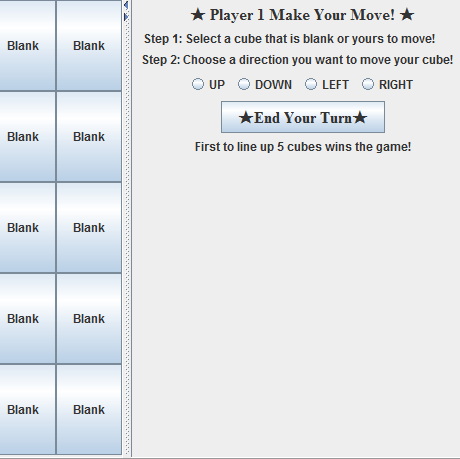 Blank Blank
Blank Blank
Blank Blank
Blank Blank
Blank Blank
★ Player 1 Make Your Move! ★
Step 1: Select a cube that is blank or yours to move!
Step 2: Choose a direction you want to move your cube!
UP DOWN LEFT RIGHT
★End Your Turn★
First to line up 5 cubes wins the game!